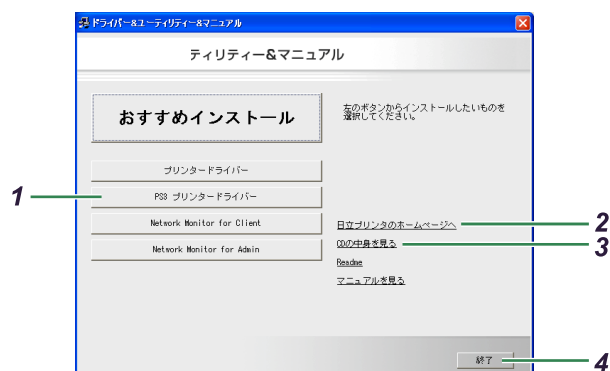 ドライバー&ユーティリティー&マニュアル
ティリティー&マニュアル
おすすめインストール
左のボタンからインストールしたいものを
選択してください。
プリンタードライバー
1
PS3 プリンタードライバー
Network Monitor for Client
日立プリンタのホームページへ
2
Network Monitor for Admin
CDの中身を見る
3
Readme
マニュアルを見る
終了
4